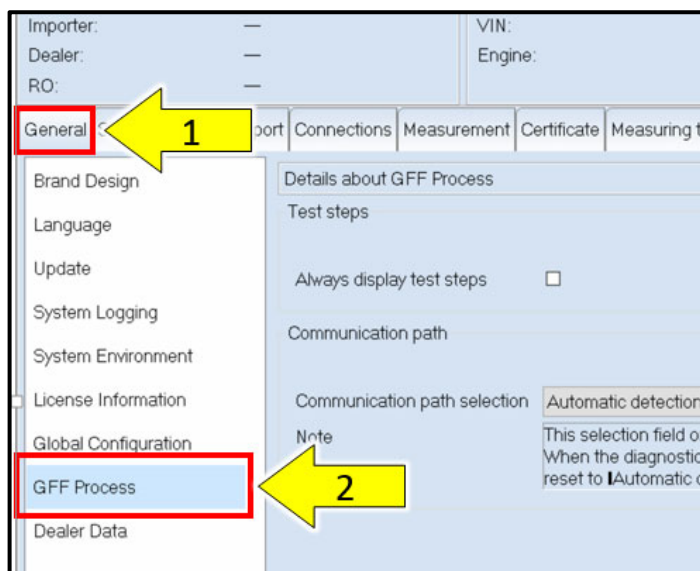 Importer: —
VIN:
Dealer: —
Engine:
RO: —
General
1
Connections
Measurement
Certificate
Measuring
Brand Design
Language
Update
System Logging
System Environment
License Information
Global Configuration
GFF Process
2
Dealer Data
Details about GFF Process
Test steps
Always display test steps
Communication path
Communication path selection
Automatic detection
Note
This selection field
When the diagnostic
reset to